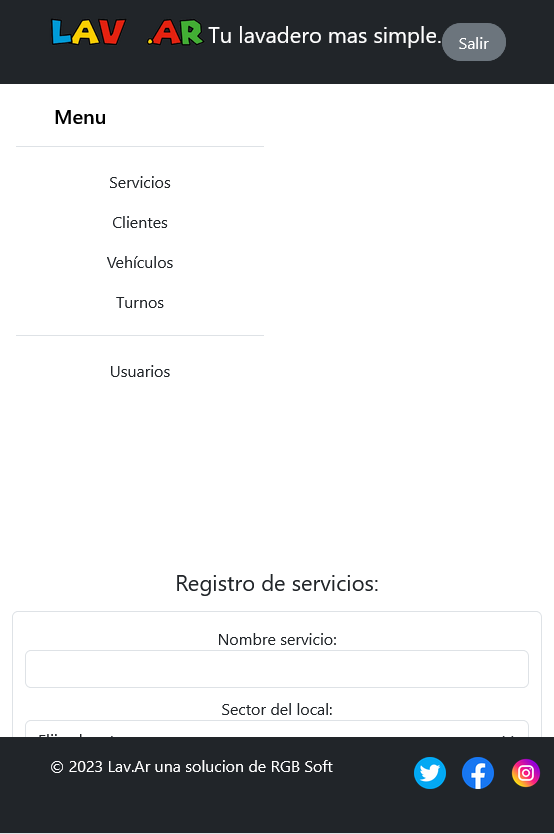 LAV .AR Tu lavadero mas simple. Salir
Menu
Servicios
Clientes
Vehículos
Turnos
Usuarios
Registro de servicios:
Nombre servicio:
Sector del local:
© 2023 Lav.Ar una solucion de RGB Soft